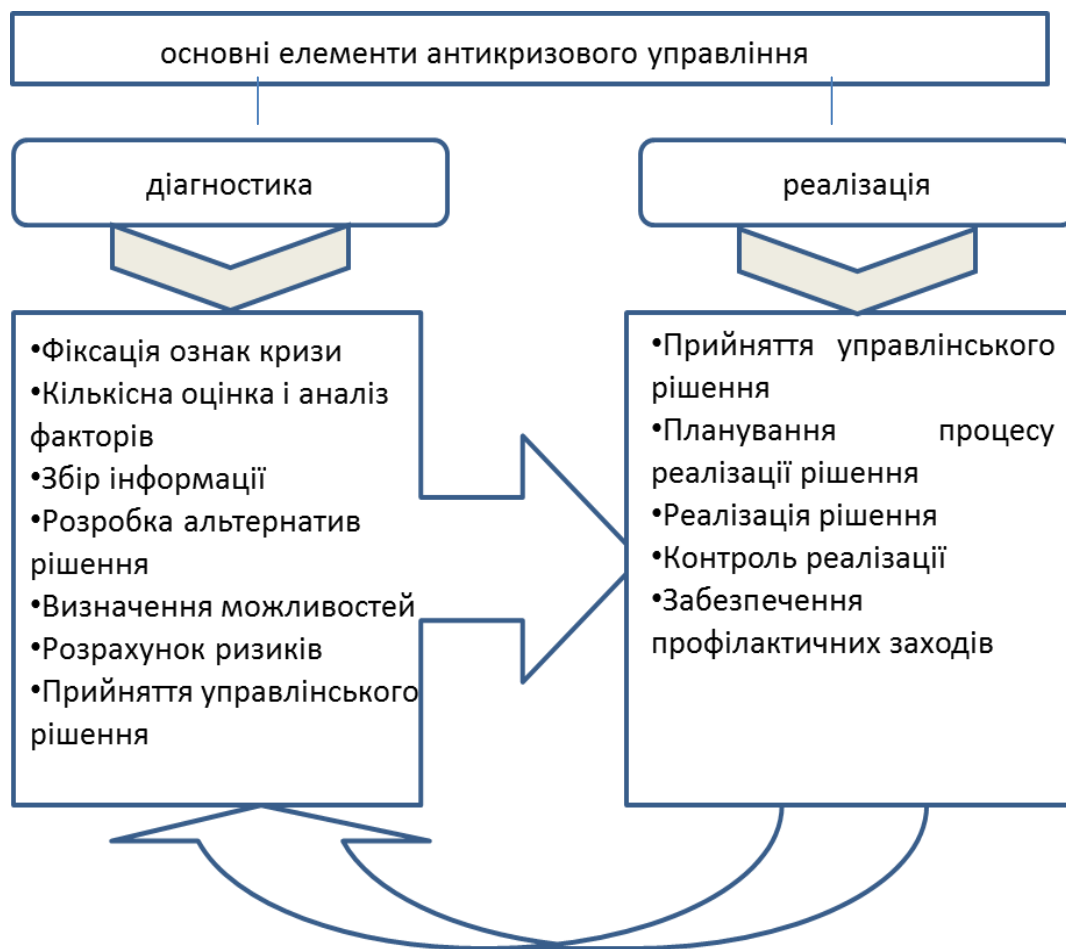 основні елементи антикризового управління
діагностика
реалізація
•Фіксація ознак кризи
•Кількісна оцінка і аналіз
факторів
•Збір інформації
•Розробка альтернатив
рішення
•Визначення можливостей
•Розрахунок ризиків
•Прийняття управлінського
рішення
•Прийняття управлінського
рішення
•Планування процесу
реалізації рішення
•Реалізація рішення
•Контроль реалізації
•Забезпечення
профілактичних заходів